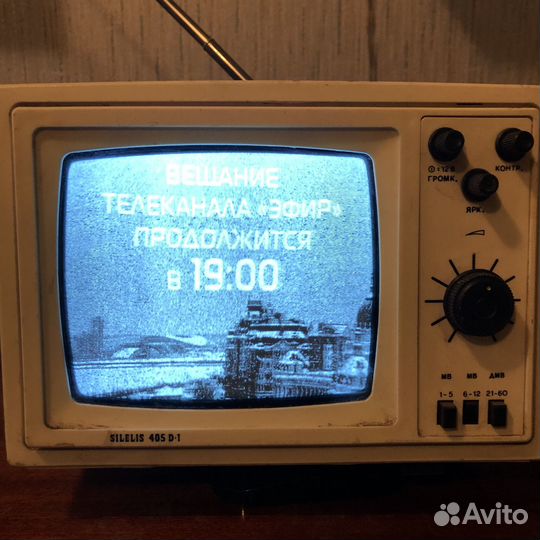 ВЕЩАНИЕ
ТЕЛЕКАНАЛА «ЭФИР»
ПРОДОЛЖИТСЯ
В 19:00
= 12 В
ГРОМК.
КОНТР.
ЯРК.
МВ МВ ДМВ
1-5 6-12 21-60
SILELIS 405 D-1
Avito